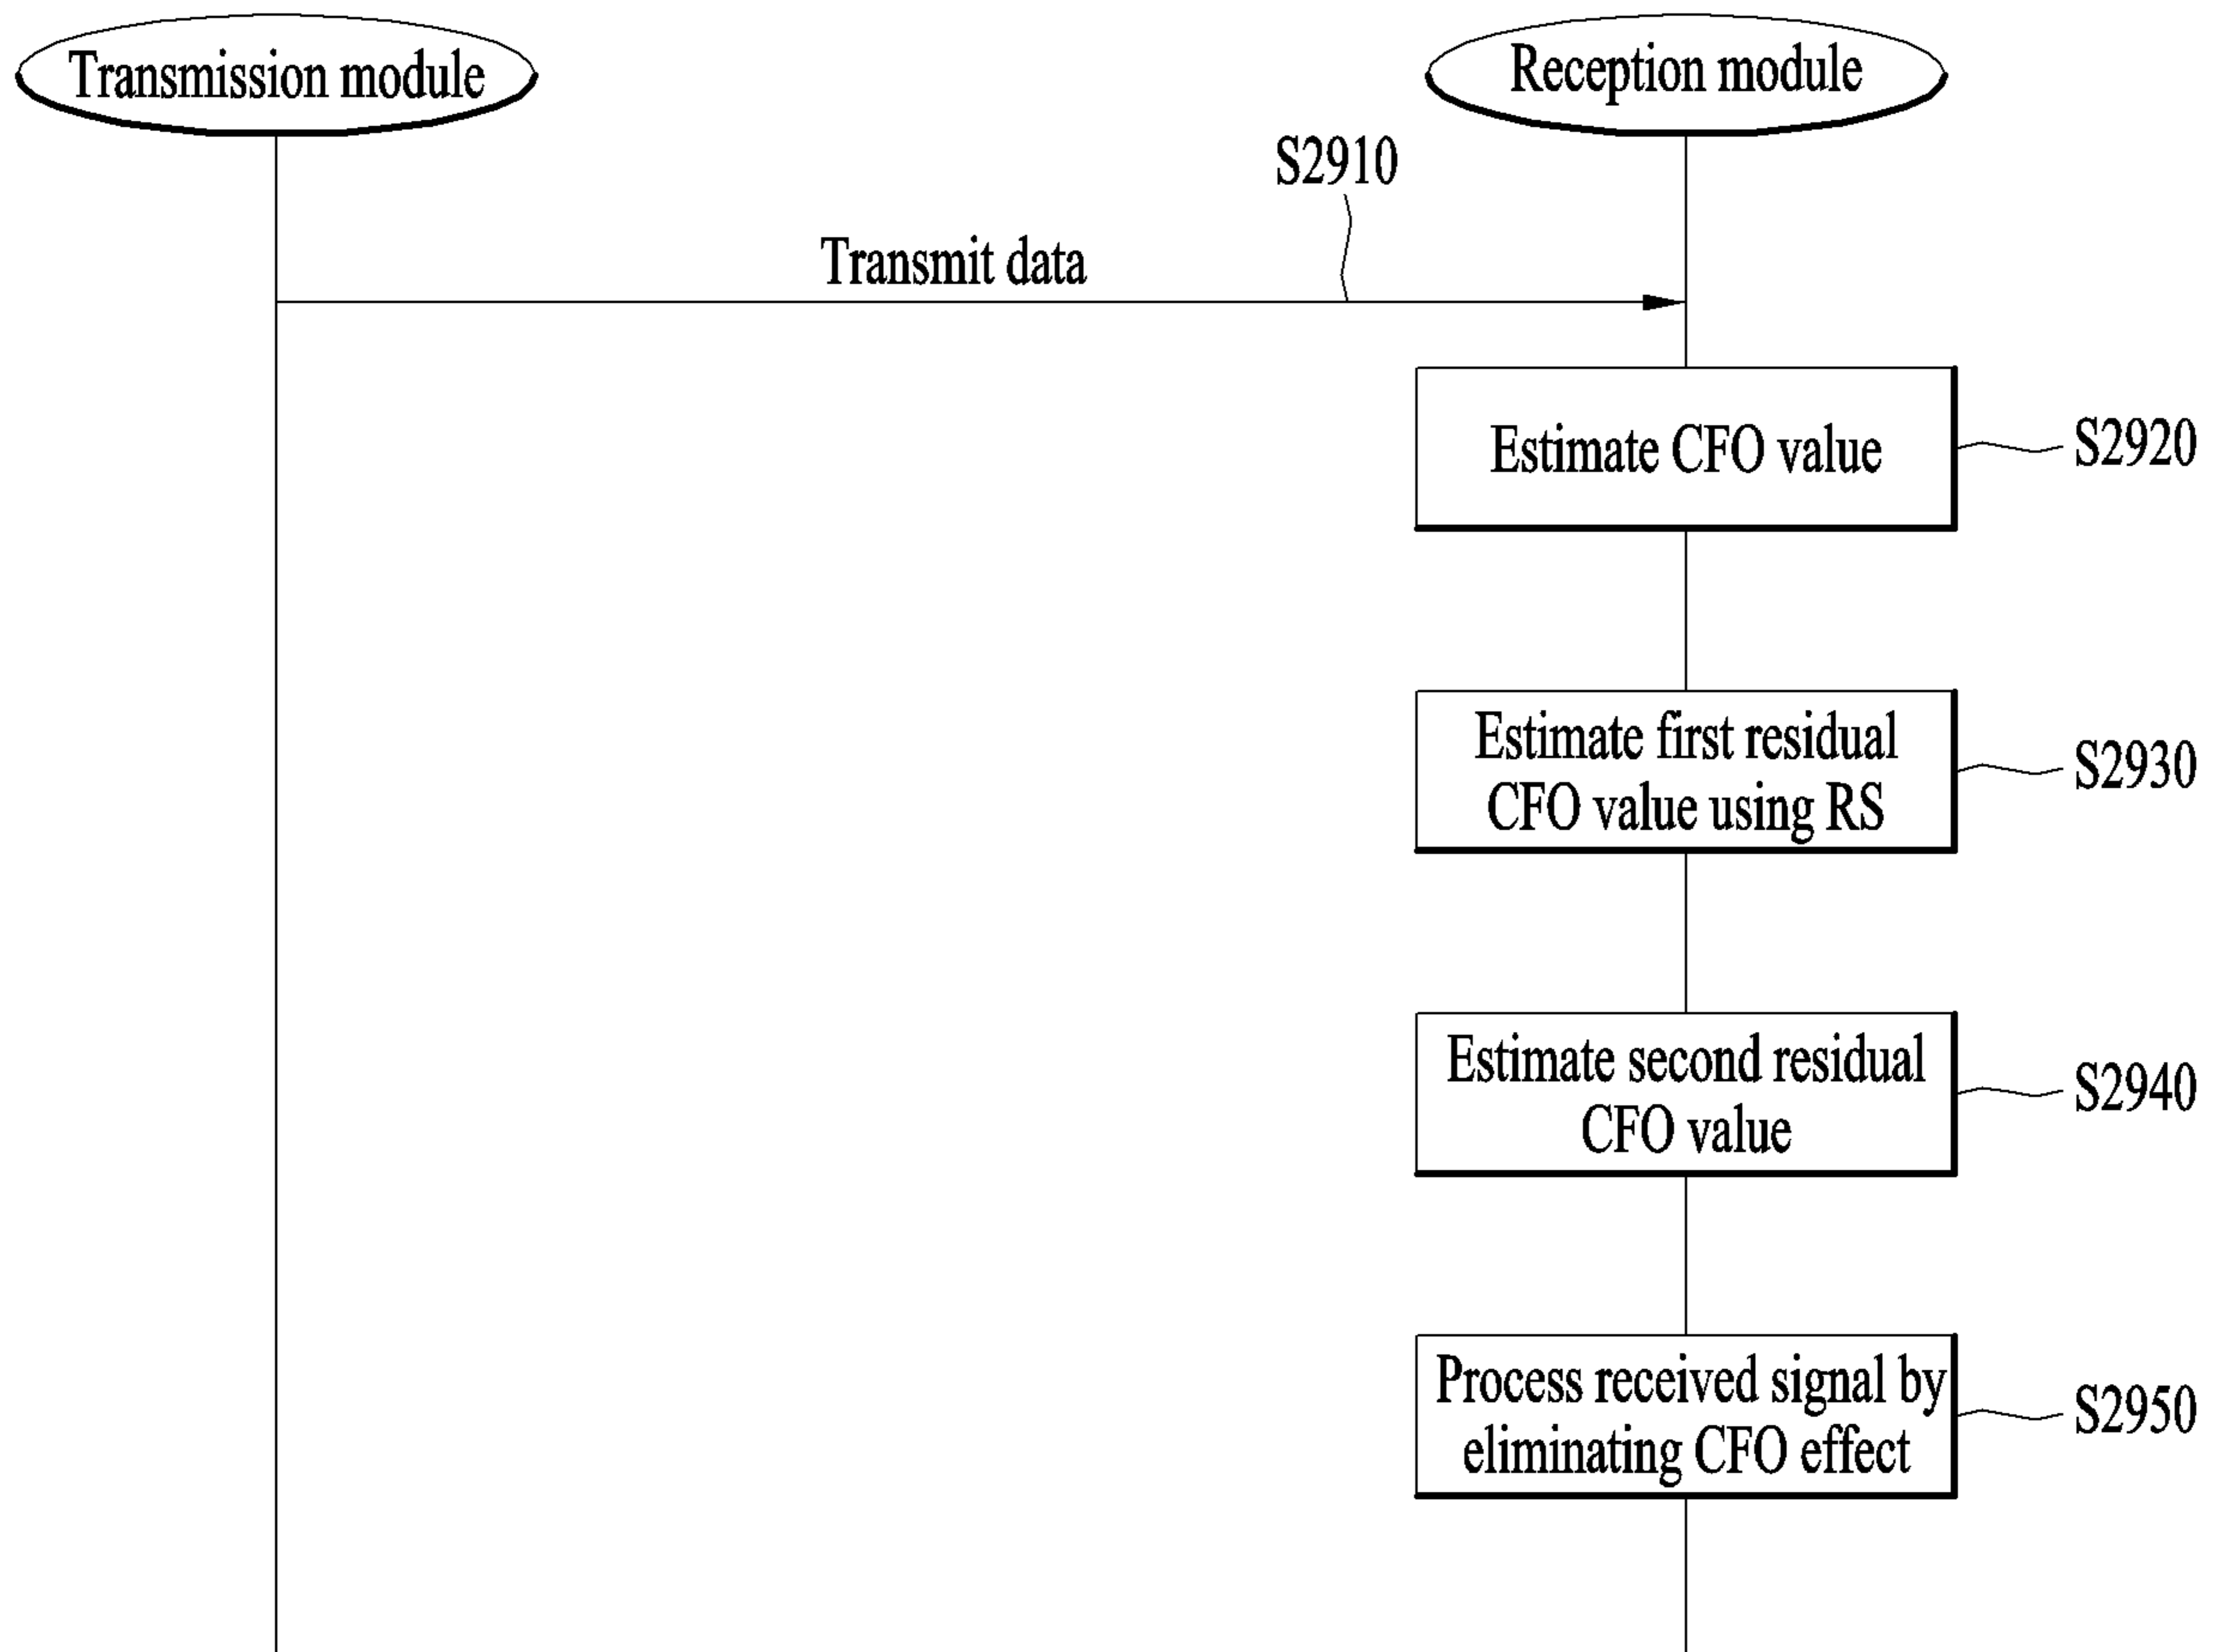 Transmission module
Reception module
S2910
Transmit data
Estimate CFO value
S2920
Estimate first residual
CFO value using RS
S2930
Estimate second residual
CFO value
S2940
Process received signal by
eliminating CFO effect
S2950